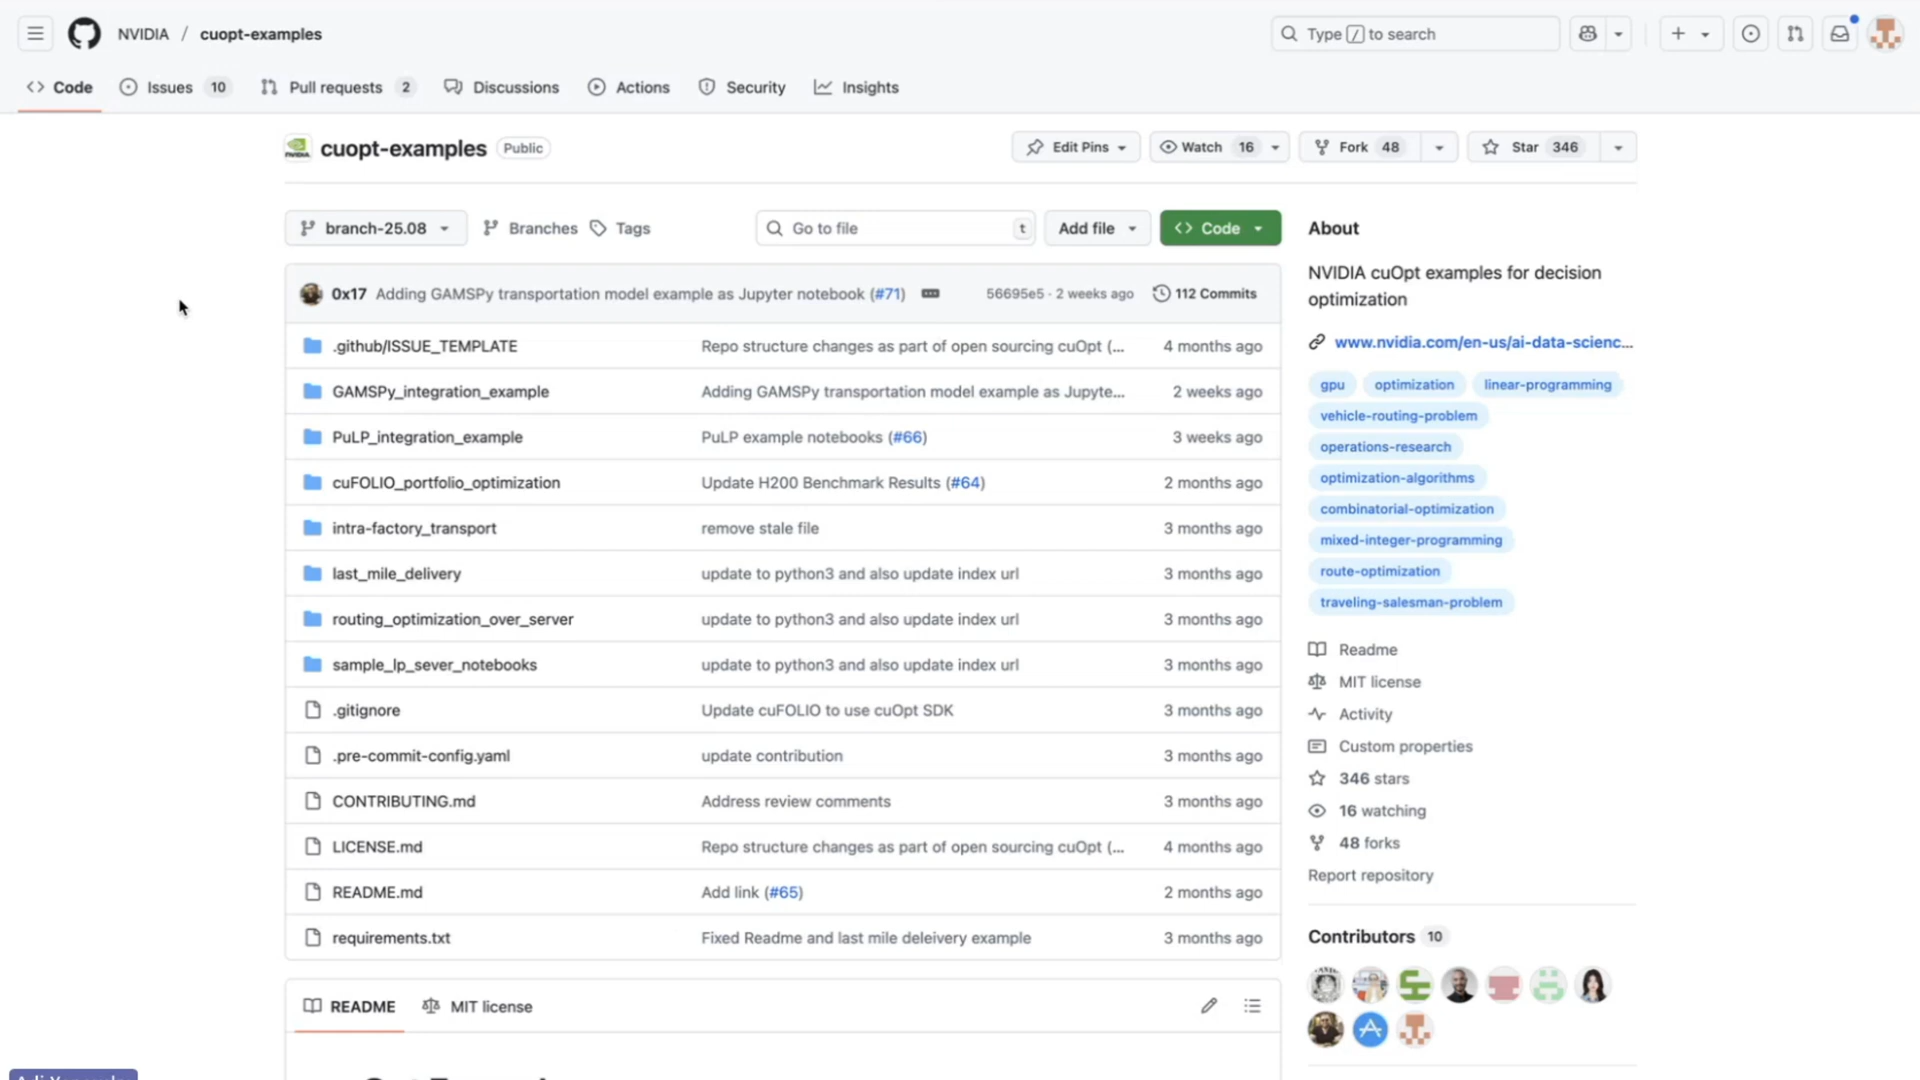 NVIDIA / cuopt-examples
Type / to search
Code
Issues 10
Pull requests 2
Discussions
Actions
Security
Insights
cuopt-examples Public
Edit Pins
Watch 16
Fork 48
Star 346
branch-25.08
Branches
Tags
Go to file t
Add file
Code
0x17 Adding GAMSPy transportation model example as Jupyter notebook (#71) 56695e5 · 2 weeks ago 112 Commits
.github/ISSUE_TEMPLATE Repo structure changes as part of open sourcing cuOpt (... 4 months ago
GAMSPy_integration_example Adding GAMSPy transportation model example as Jupyte... 2 weeks ago
PuLP_integration_example PuLP example notebooks (#66) 3 weeks ago
cuFOLIO_portfolio_optimization Update H200 Benchmark Results (#64) 2 months ago
intra-factory_transport remove stale file 3 months ago
last_mile_delivery update to python3 and also update index url 3 months ago
routing_optimization_over_server update to python3 and also update index url 3 months ago
sample_lp_sever_notebooks update to python3 and also update index url 3 months ago
.gitignore Update cuFOLIO to use cuOpt SDK 3 months ago
.pre-commit-config.yaml update contribution 3 months ago
CONTRIBUTING.md Address review comments 3 months ago
LICENSE.md Repo structure changes as part of open sourcing cuOpt (... 4 months ago
README.md Add link (#65) 2 months ago
requirements.txt Fixed Readme and last mile deleivery example 3 months ago
README
MIT license
About
NVIDIA cuOpt examples for decision
optimization
www.nvidia.com/en-us/ai-data-scienc...
gpu optimization linear-programming
vehicle-routing-problem
operations-research
optimization-algorithms
combinatorial-optimization
mixed-integer-programming
route-optimization
traveling-salesman-problem
Readme
MIT license
Activity
Custom properties
346 stars
16 watching
48 forks
Report repository
Contributors 10